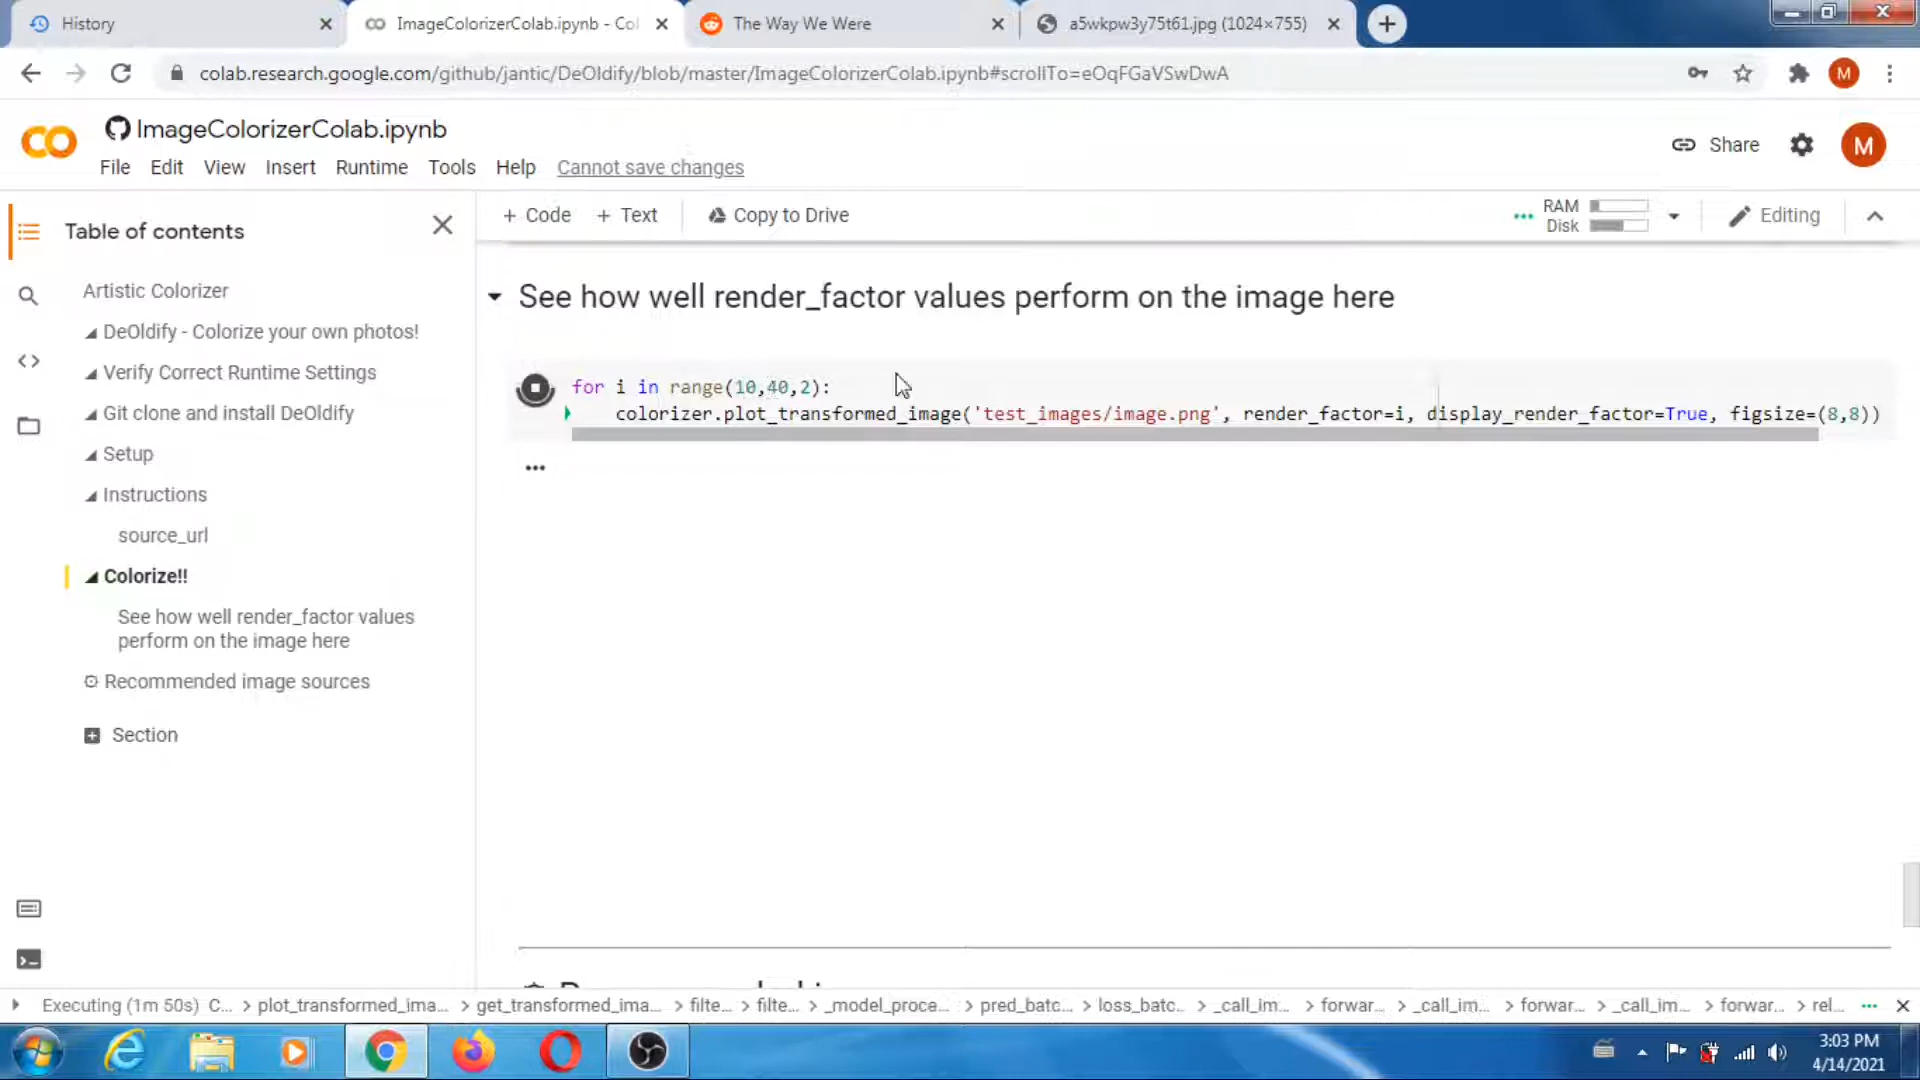 History
ImageColorizerColab.ipynb - Col
The Way We Were
a5wkpw3y75t61.jpg (1024×755)
colab.research.google.com/github/jantic/DeOldify/blob/master/ImageColorizerColab.ipynb#scrollTo=eOqFGaVSwDwA
M
CO
ImageColorizerColab.ipynb
File Edit View Insert Runtime Tools Help Cannot save changes
Share
M
Table of contents
+ Code + Text Copy to Drive
RAM
Disk
Editing
Artistic Colorizer
DeOldify - Colorize your own photos!
Verify Correct Runtime Settings
Git clone and install DeOldify
Setup
Instructions
source_url
Colorize!!
See how well render_factor values
perform on the image here
Recommended image sources
Section
See how well render_factor values perform on the image here
for i in range(10,40,2):
colorizer.plot_transformed_image('test_images/image.png', render_factor=i, display_render_factor=True, figsize=(8,8))
...
Executing (1m 50s) C... > plot_transformed_ima... > get_transformed_ima... > filte... > filte... > _model_proce... > pred_batc... > loss_batc... > _call_im... > forwar... > _call_im... > forwar... > _call_im... > forwar... > rel...
3:03 PM
4/14/2021